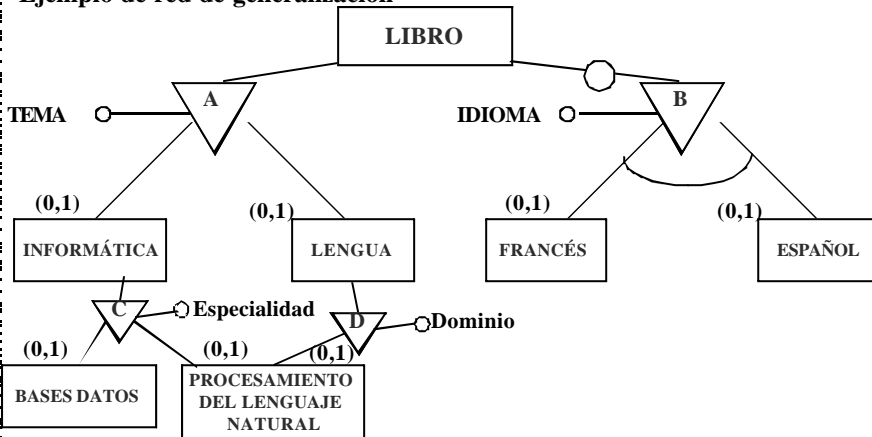 Ejemplo de red de generalización
LIBRO
A
B
TEMA
IDIOMA
(0,1)
(0,1)
(0,1)
(0,1)
INFORMÁTICA
LENGUA
FRANCÉS
ESPAÑOL
C
Especialidad
D
Dominio
(0,1)
(0,1)
(0,1)
BASES DATOS
PROCESAMIENTO
DEL LENGUAJE
NATURAL